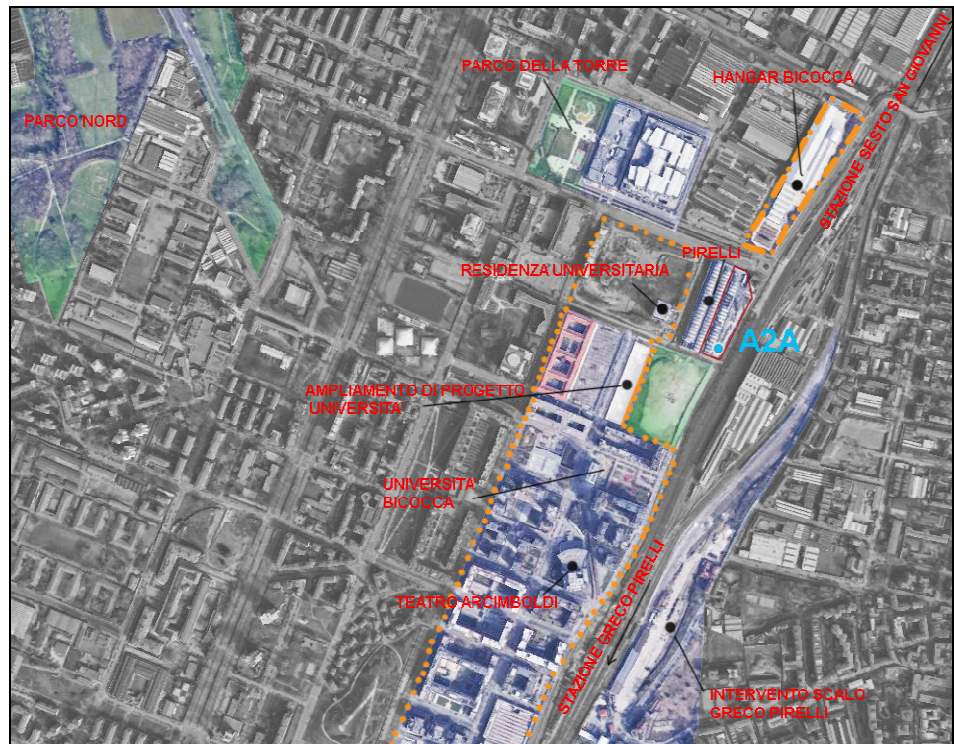 PARCO DELLA TORRE
HANGAR BICOCCA
STAZIONE SESTO SAN GIOVANNI
PARCO NORD
PIRELLI
RESIDENZA UNIVERSITARIA
A2A
AMPLIAMENTO DI PROGETTO
UNIVERSITA'
UNIVERSITA'
BICOCCA
TEATRO ARCIMBOLDI
STAZIONE GRECO PIRELLI
INTERVENTO SCALO
GRECO PIRELLI